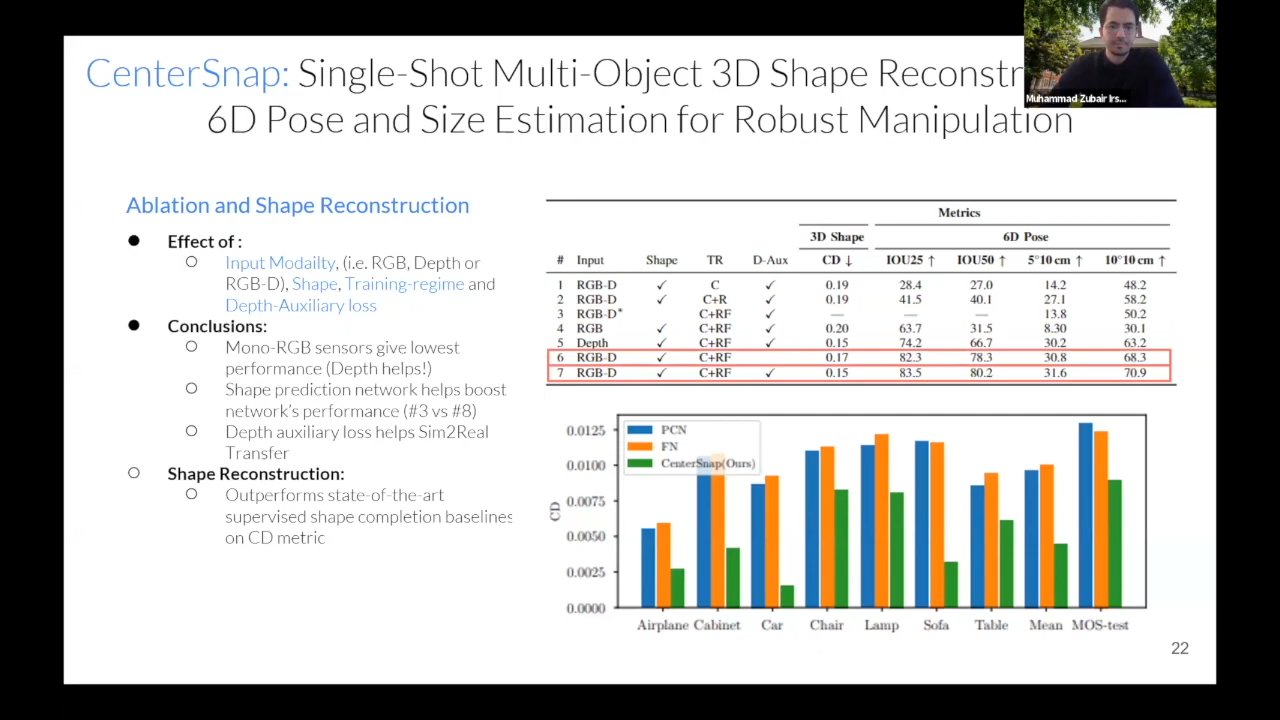 CenterSnap: Single-Shot Multi-Object 3D Shape Reconstr
6D Pose and Size Estimation for Robust Manipulation
Muhammad Zubair Irs...
Ablation and Shape Reconstruction
● Effect of :
○ Input Modailty, (i.e. RGB, Depth or
RGB-D), Shape, Training-regime and
Depth-Auxiliary loss
● Conclusions:
○ Mono-RGB sensors give lowest
performance (Depth helps!)
○ Shape prediction network helps boost
network's performance (#3 vs #8)
○ Depth auxiliary loss helps Sim2Real
Transfer
○ Shape Reconstruction:
○ Outperforms state-of-the-art
supervised shape completion baselines
on CD metric
Metrics
3D Shape 6D Pose
# Input Shape TR D-Aux CD ↓ IOU25 ↑ IOU50 ↑ 5°10 cm ↑ 10°10 cm ↑
1 RGB-D ✓ C ✓ 0.19 28.4 27.0 14.2 48.2
2 RGB-D ✓ C+R ✓ 0.19 41.5 40.1 27.1 58.2
3 RGB-D* C+RF ✓ — — — 13.8 50.2
4 RGB ✓ C+RF ✓ 0.20 63.7 31.5 8.30 30.1
5 Depth ✓ C+RF ✓ 0.15 74.2 66.7 30.2 63.2
6 RGB-D ✓ C+RF 0.17 82.3 78.3 30.8 68.3
7 RGB-D ✓ C+RF ✓ 0.15 83.5 80.2 31.6 70.9
PCN
FN
CenterSnap(Ours)
CD
0.0125
0.0100
0.0075
0.0050
0.0025
0.0000
Airplane Cabinet Car Chair Lamp Sofa Table Mean MOS-test
22